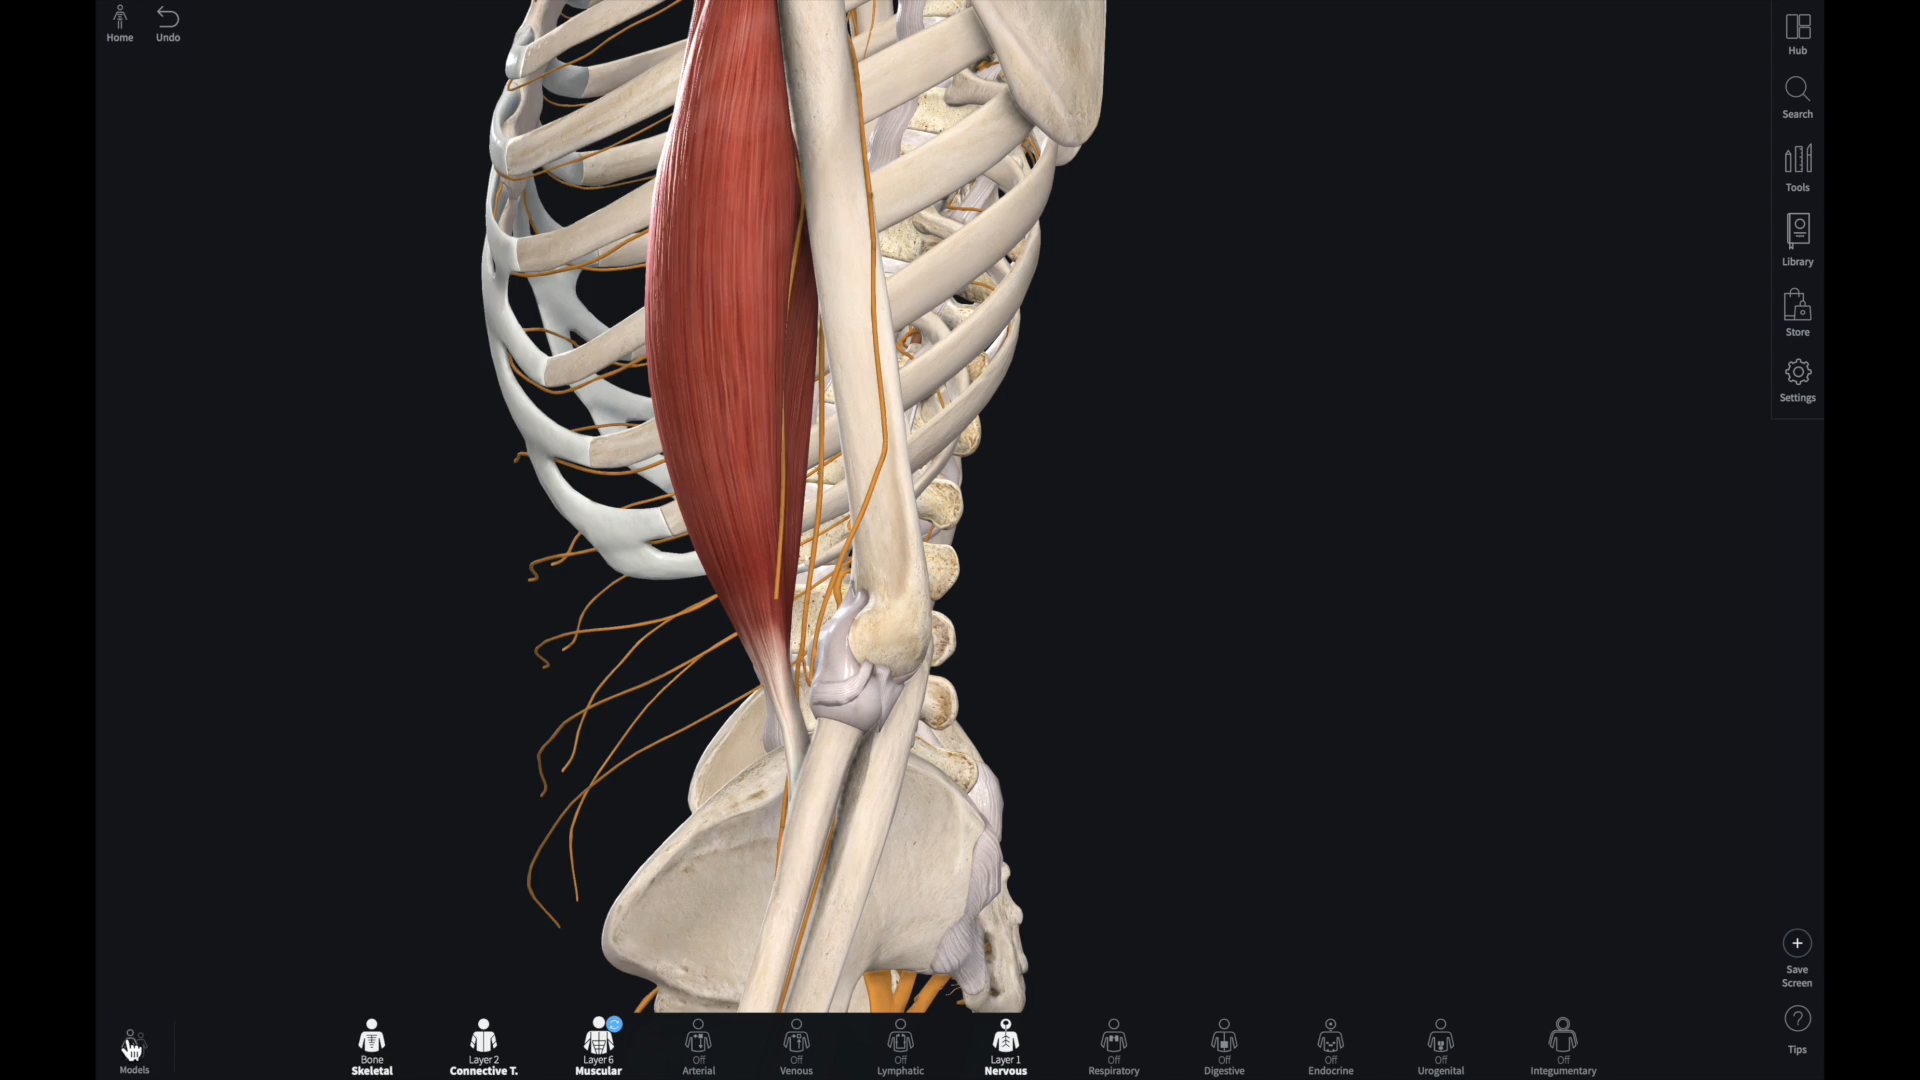 Home
Undo
Hub
Search
Tools
Library
Store
Settings
Save
Screen
?
Tips
Models
Bone
Skeletal
Layer 2
Connective T.
Layer 6
Muscular
Off
Arterial
Off
Venous
Off
Lymphatic
Layer 1
Nervous
Off
Respiratory
Off
Digestive
Off
Endocrine
Off
Urogenital
Off
Integumentary